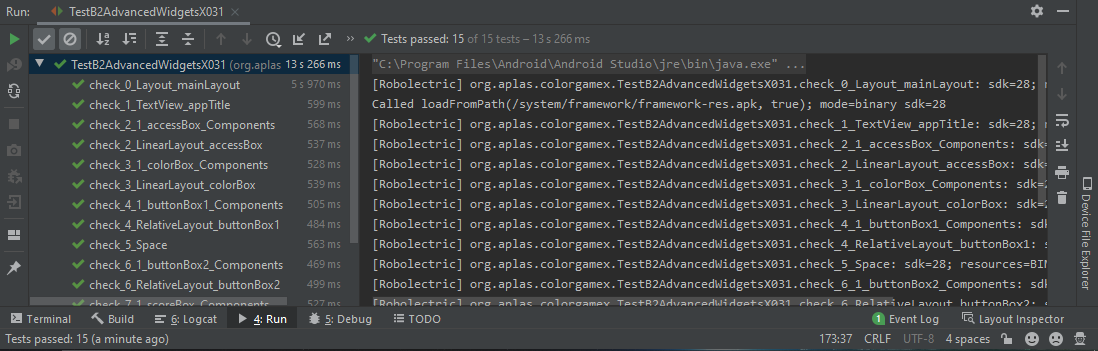 Run: TestB2AdvancedWidgetsX031
Tests passed: 15 of 15 tests – 13 s 266 ms
TestB2AdvancedWidgetsX031 (org.aplas 13 s 266 ms
check_0_Layout_mainLayout 5 s 970 ms
check_1_TextView_appTitle 599 ms
check_2_1_accessBox_Components 568 ms
check_2_LinearLayout_accessBox 537 ms
check_3_1_colorBox_Components 528 ms
check_3_LinearLayout_colorBox 539 ms
check_4_1_buttonBox1_Components 505 ms
check_4_RelativeLayout_buttonBox1 484 ms
check_5_Space 563 ms
check_6_1_buttonBox2_Components 469 ms
check_6_RelativeLayout_buttonBox2 499 ms
check_7_1_scoreBox_Components 527 ms
"C:\Program Files\Android\Android Studio\jre\bin\java.exe" ...
[Robolectric] org.aplas.colorgamex.TestB2AdvancedWidgetsX031.check_0_Layout_mainLayout: sdk=28;
Called loadFromPath(/system/framework/framework-res.apk, true); mode=binary sdk=28
[Robolectric] org.aplas.colorgamex.TestB2AdvancedWidgetsX031.check_1_TextView_appTitle: sdk=28;
[Robolectric] org.aplas.colorgamex.TestB2AdvancedWidgetsX031.check_2_1_accessBox_Components: sdk=
[Robolectric] org.aplas.colorgamex.TestB2AdvancedWidgetsX031.check_2_LinearLayout_accessBox: sdk=
[Robolectric] org.aplas.colorgamex.TestB2AdvancedWidgetsX031.check_3_1_colorBox_Components: sdk=2
[Robolectric] org.aplas.colorgamex.TestB2AdvancedWidgetsX031.check_3_LinearLayout_colorBox: sdk=2
[Robolectric] org.aplas.colorgamex.TestB2AdvancedWidgetsX031.check_4_1_buttonBox1_Components: sdk
[Robolectric] org.aplas.colorgamex.TestB2AdvancedWidgetsX031.check_4_RelativeLayout_buttonBox1: s
[Robolectric] org.aplas.colorgamex.TestB2AdvancedWidgetsX031.check_5_Space: sdk=28; resources=BIN
[Robolectric] org.aplas.colorgamex.TestB2AdvancedWidgetsX031.check_6_1_buttonBox2_Components: sdk
[Robolectric] org.aplas.colorgamex.TestB2AdvancedWidgetsX031.check_6_RelativeLayout_buttonBox2: s
Device File Explorer
Terminal Build 6: Logcat 4: Run 5: Debug TODO 1 Event Log Layout Inspector
Tests passed: 15 (a minute ago) 173:37 CRLF UTF-8 4 spaces